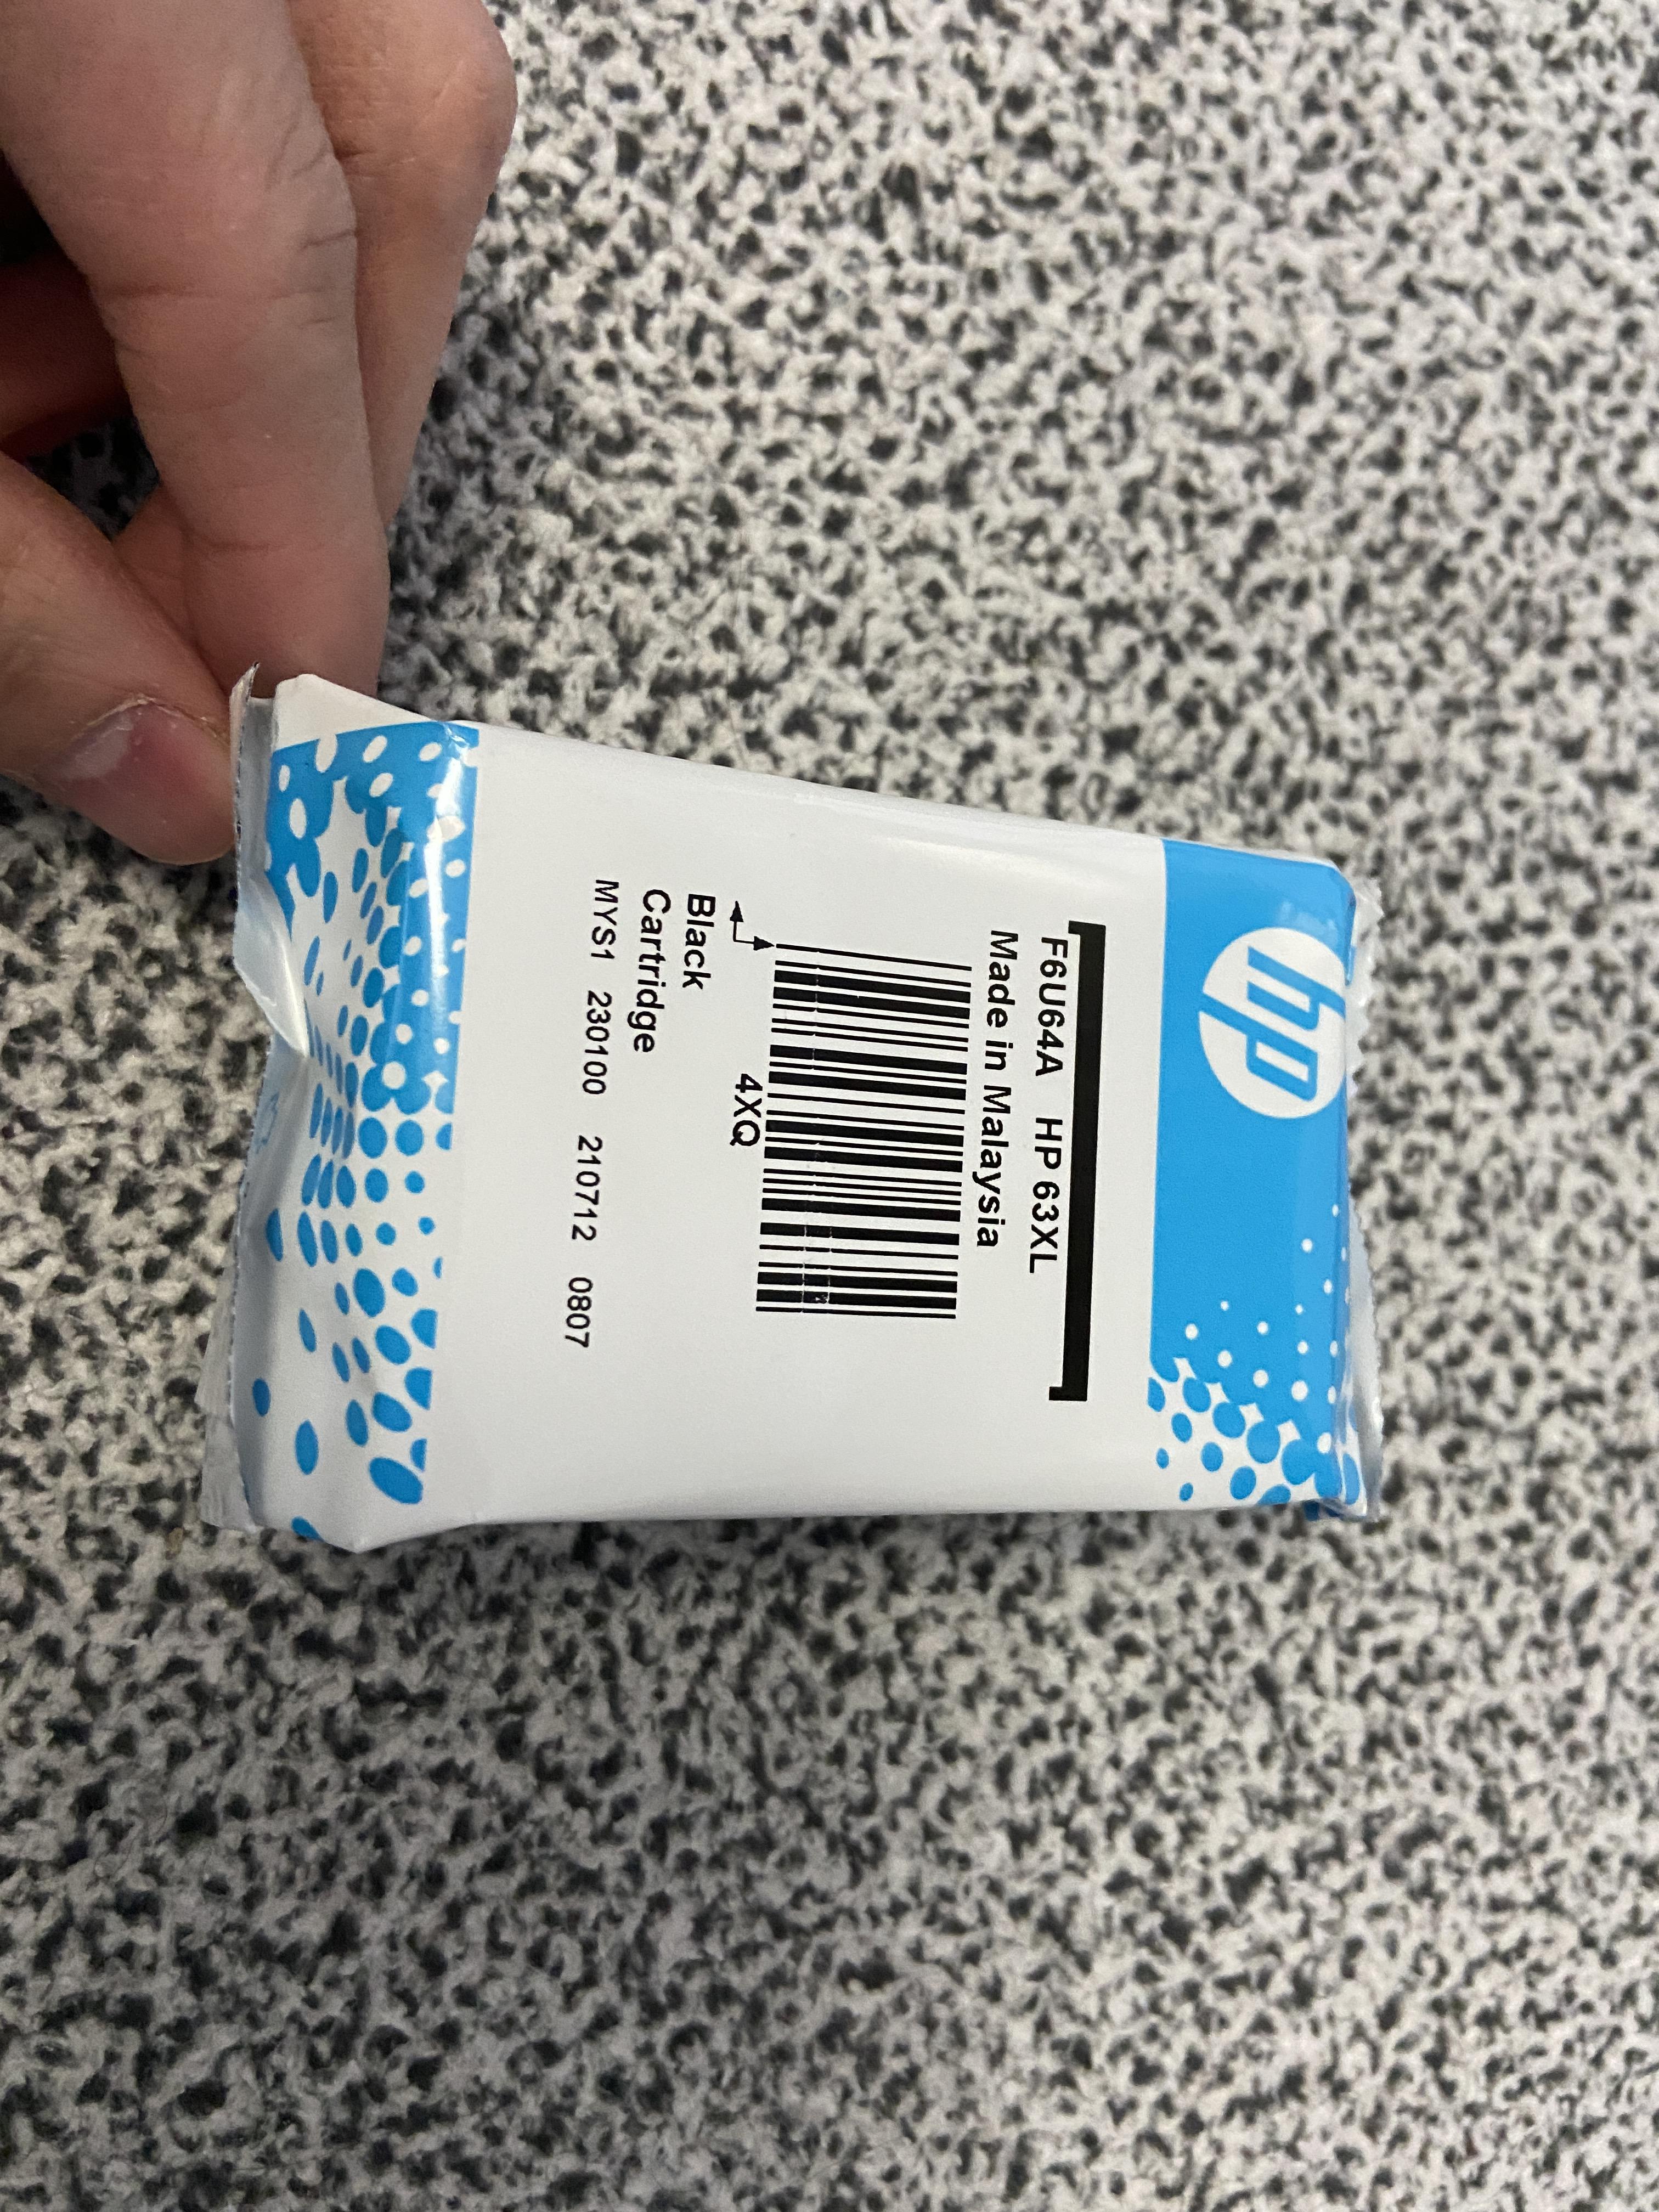 hp
F6U64A HP 63XL
Made in Malaysia
4XQ
Black
Cartridge
MYS1 230100 210712 0807